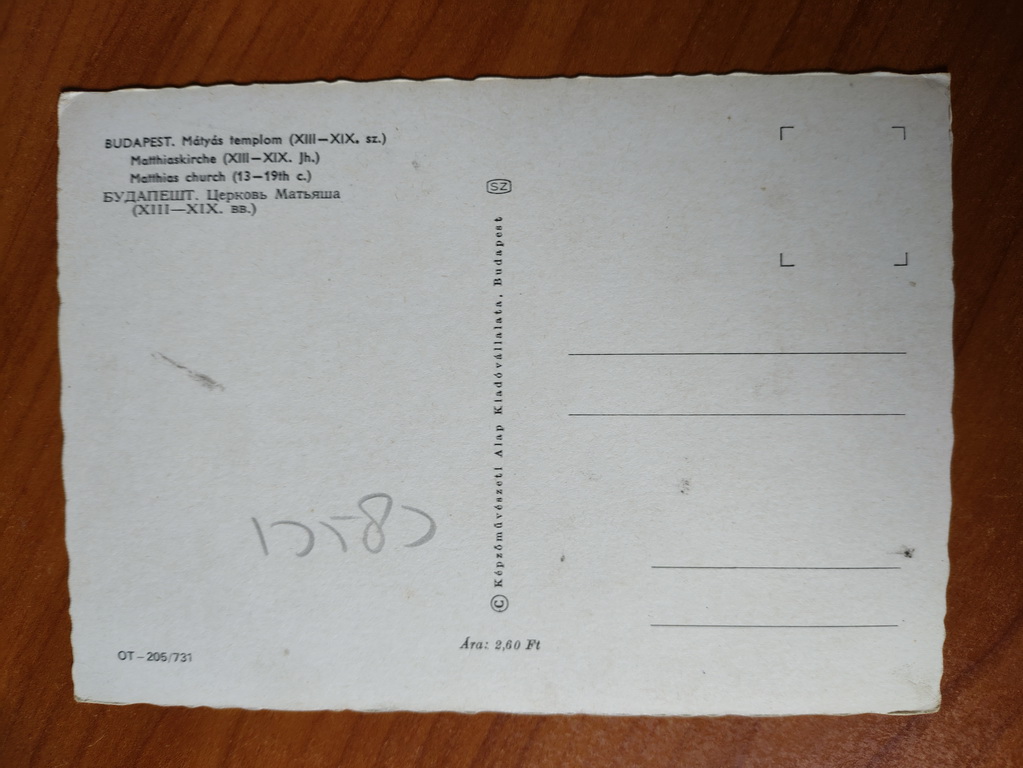 BUDAPEST. Mátyás templom (XIII—XIX. sz.)
Matthiaskirche (XIII—XIX. Jh.)
Matthias church (13—19th c.)
БУДАПЕШТ. Церковь Матьяша
(XIII—XIX. вв.)
SZ
© Képzőművészeti Alap Kiadóvállalata, Budapest
Ára: 2,60 Ft
OT—205/731